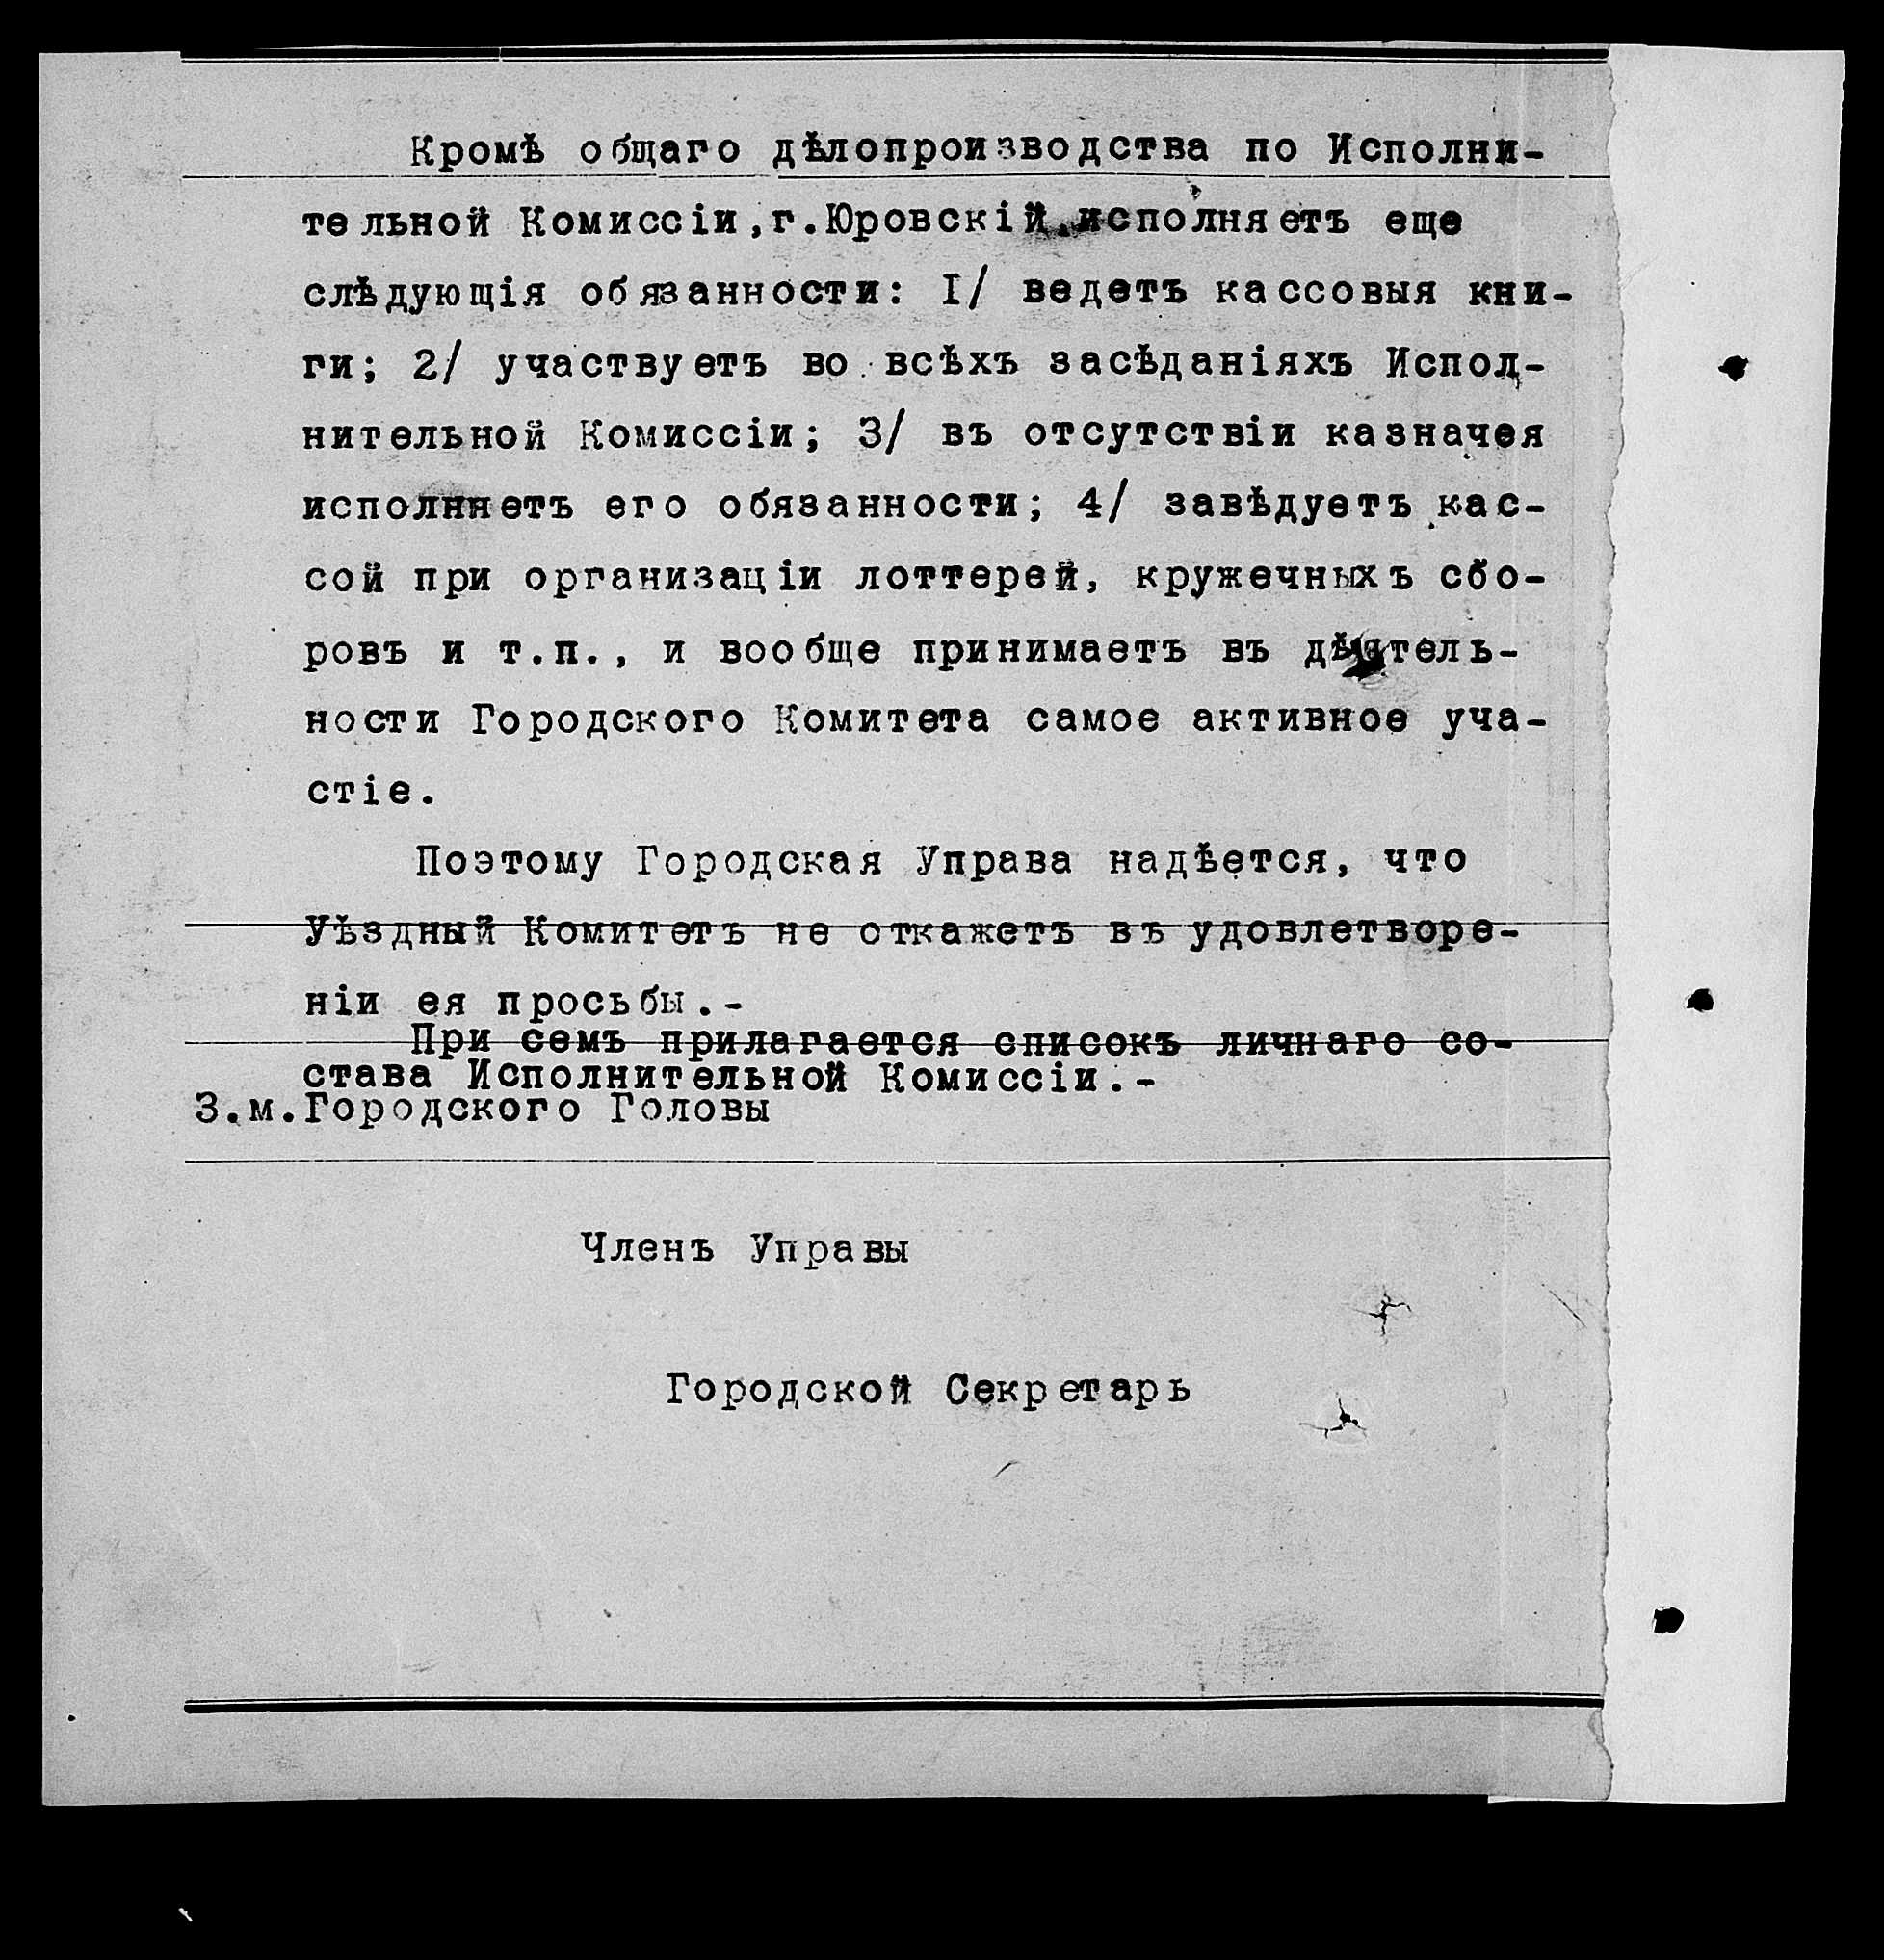 Кромѣ общаго дѣлопроизводства по Исполни-
тельной Комиссіи,г.Юровскій исполняетъ еще
слѣдующія обязанности: I/ ведетъ кассовыя кни-
ги; 2/ участвуетъ во всѣхъ засѣданіяхъ Испол-
нительной Комиссіи; 3/ въ отсутствіи казначея
исполняетъ его обязанности; 4/ завѣдуетъ кас-
сой при организаціи лоттерей, кружечныхъ сбо-
ровъ и т.п., и вообще принимаетъ въ дѣятель-
ности Городского Комитета самое активное уча-
стіе.
Поэтому Городская Управа надѣется, что
Уѣздный Комитетъ не откажетъ въ удовлетворе-
ніи ея просьбы.-
При семъ прилагается списокъ личнаго со-
става Исполнительной Комиссіи.-
З.м.Городского Головы
Членъ Управы
Городской Секретарь